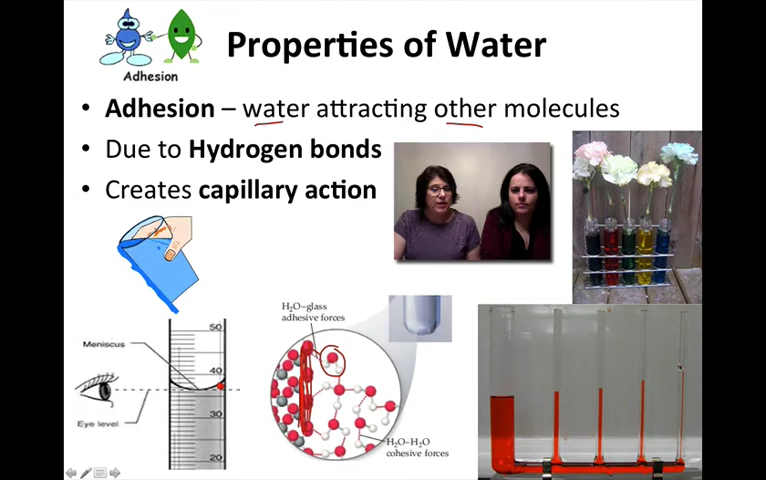 Properties of Water
Adhesion
• Adhesion – water attracting other molecules
• Due to Hydrogen bonds
• Creates capillary action
H₂O–glass
adhesive forces
50
Meniscus
40
Eye level
30
20
H₂O–H₂O
cohesive forces